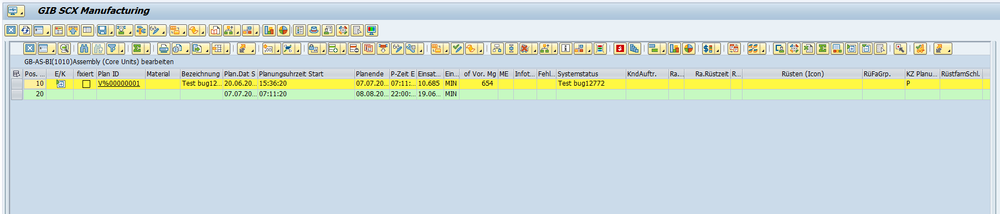 GIB SCX Manufacturing
GB-AS-BI(1010)Assembly (Core Units) bearbeiten
Pos. ... E/K fixiert Plan ID Material Bezeichnung Plan.Dat S Planungsuhrzeit Start Planende P-Zeit E Einsat... Ein... of Vor. Mg ME Infot... Fehl... Systemstatus KndAuftr. Ra.... Ra.Rüstzeit R... Rüsten (Icon) RüFaGrp. KZ Planu... RüstfamSchl.
10 V%00000001 Test bug12... 20.06.20... 15:36:20 07.07.20... 07:11:... 10.685 MIN 654 Test bug12772 P
20 07.07.20... 07:11:20 08.08.20... 22:00:... 19.06... MIN